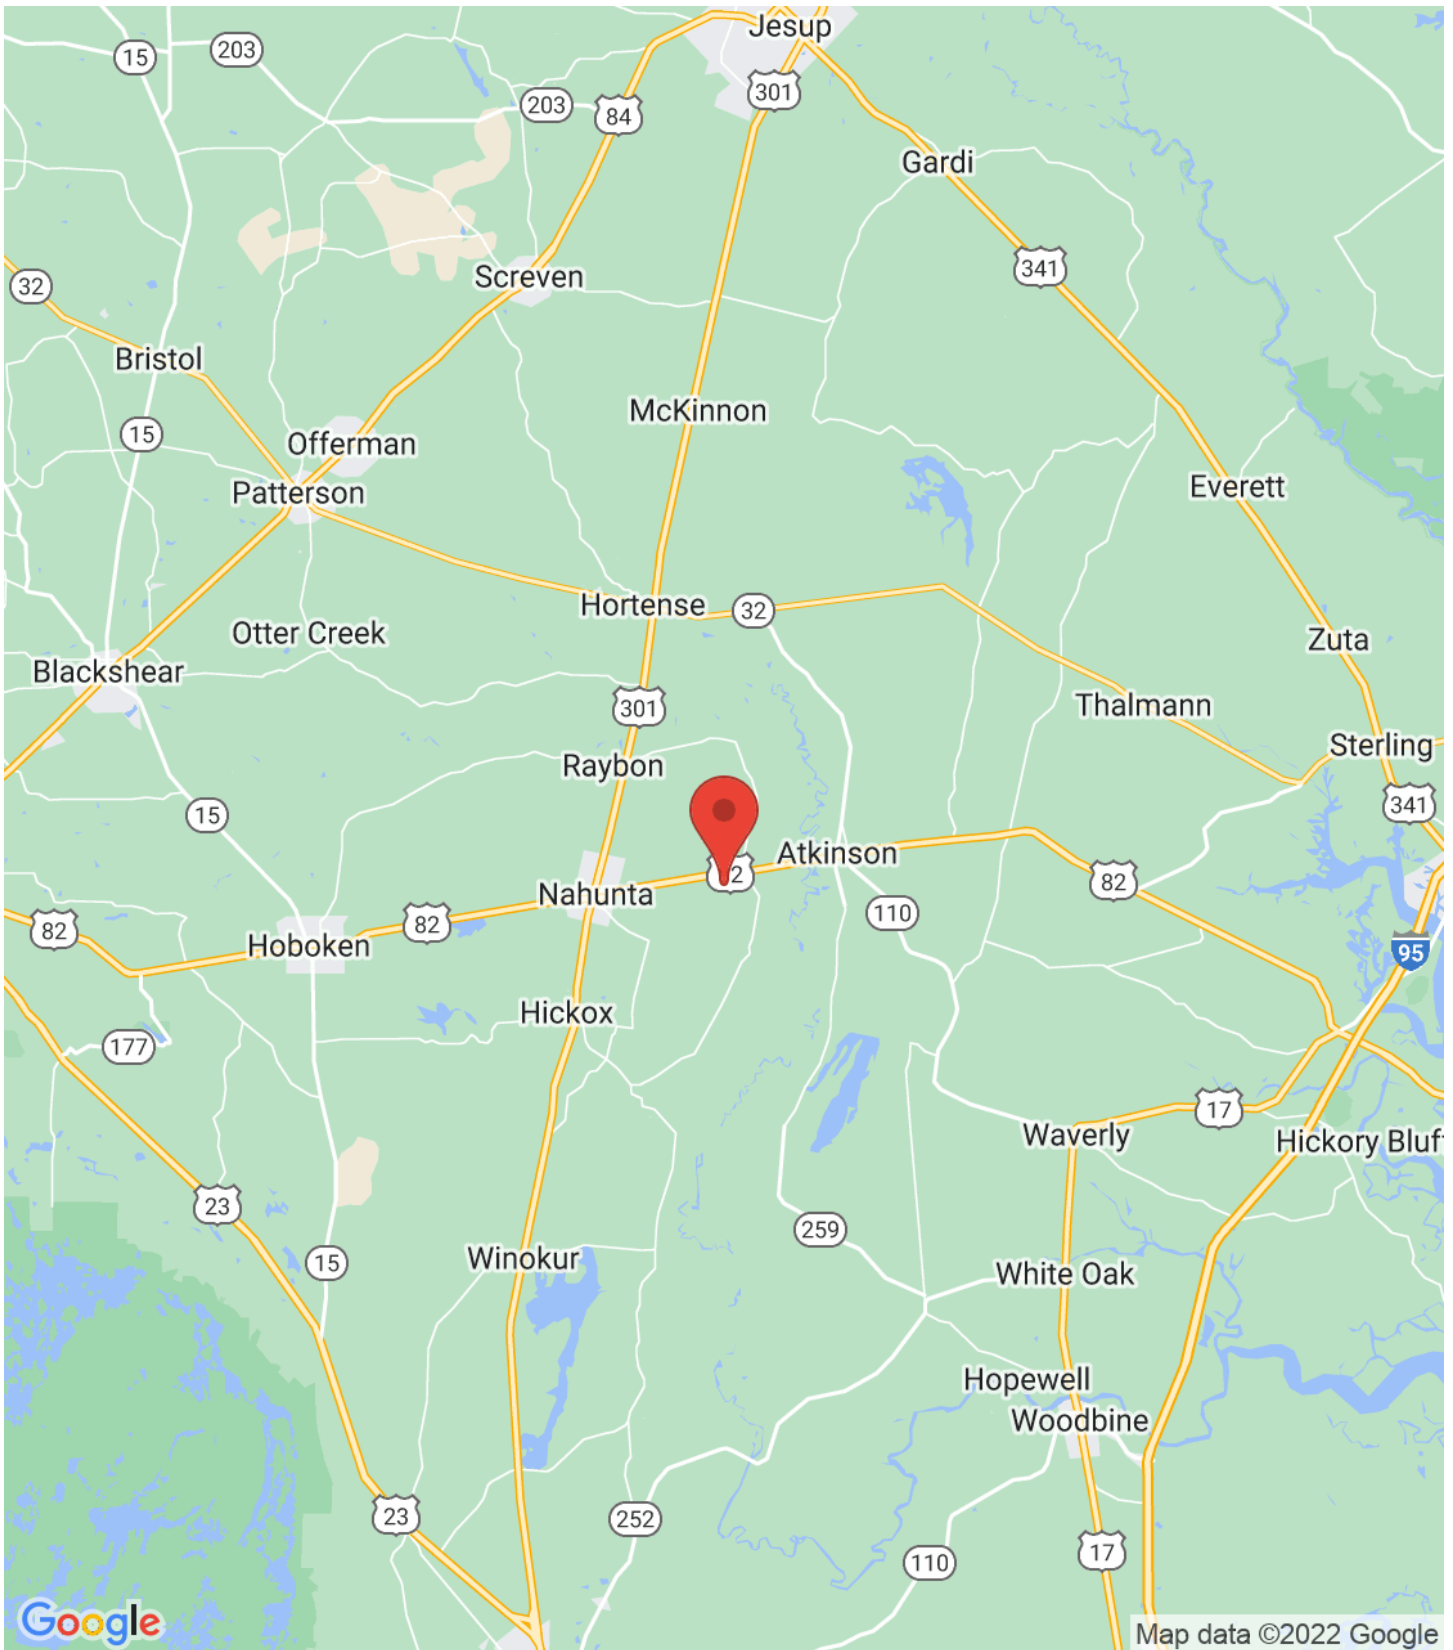 Jesup
15
203
301
203
84
Gardi
341
Screven
32
Bristol
McKinnon
15
Offerman
Everett
Patterson
Hortense
32
Otter Creek
Zuta
Blackshear
301
Thalmann
Sterling
Raybon
341
15
Atkinson
2
82
Nahunta
110
82
82
Hoboken
95
Hickox
177
17
Waverly
Hickory Bluff
23
259
Winokur
15
White Oak
Hopewell
Woodbine
23
252
17
110
Google
Map data ©2022 Google